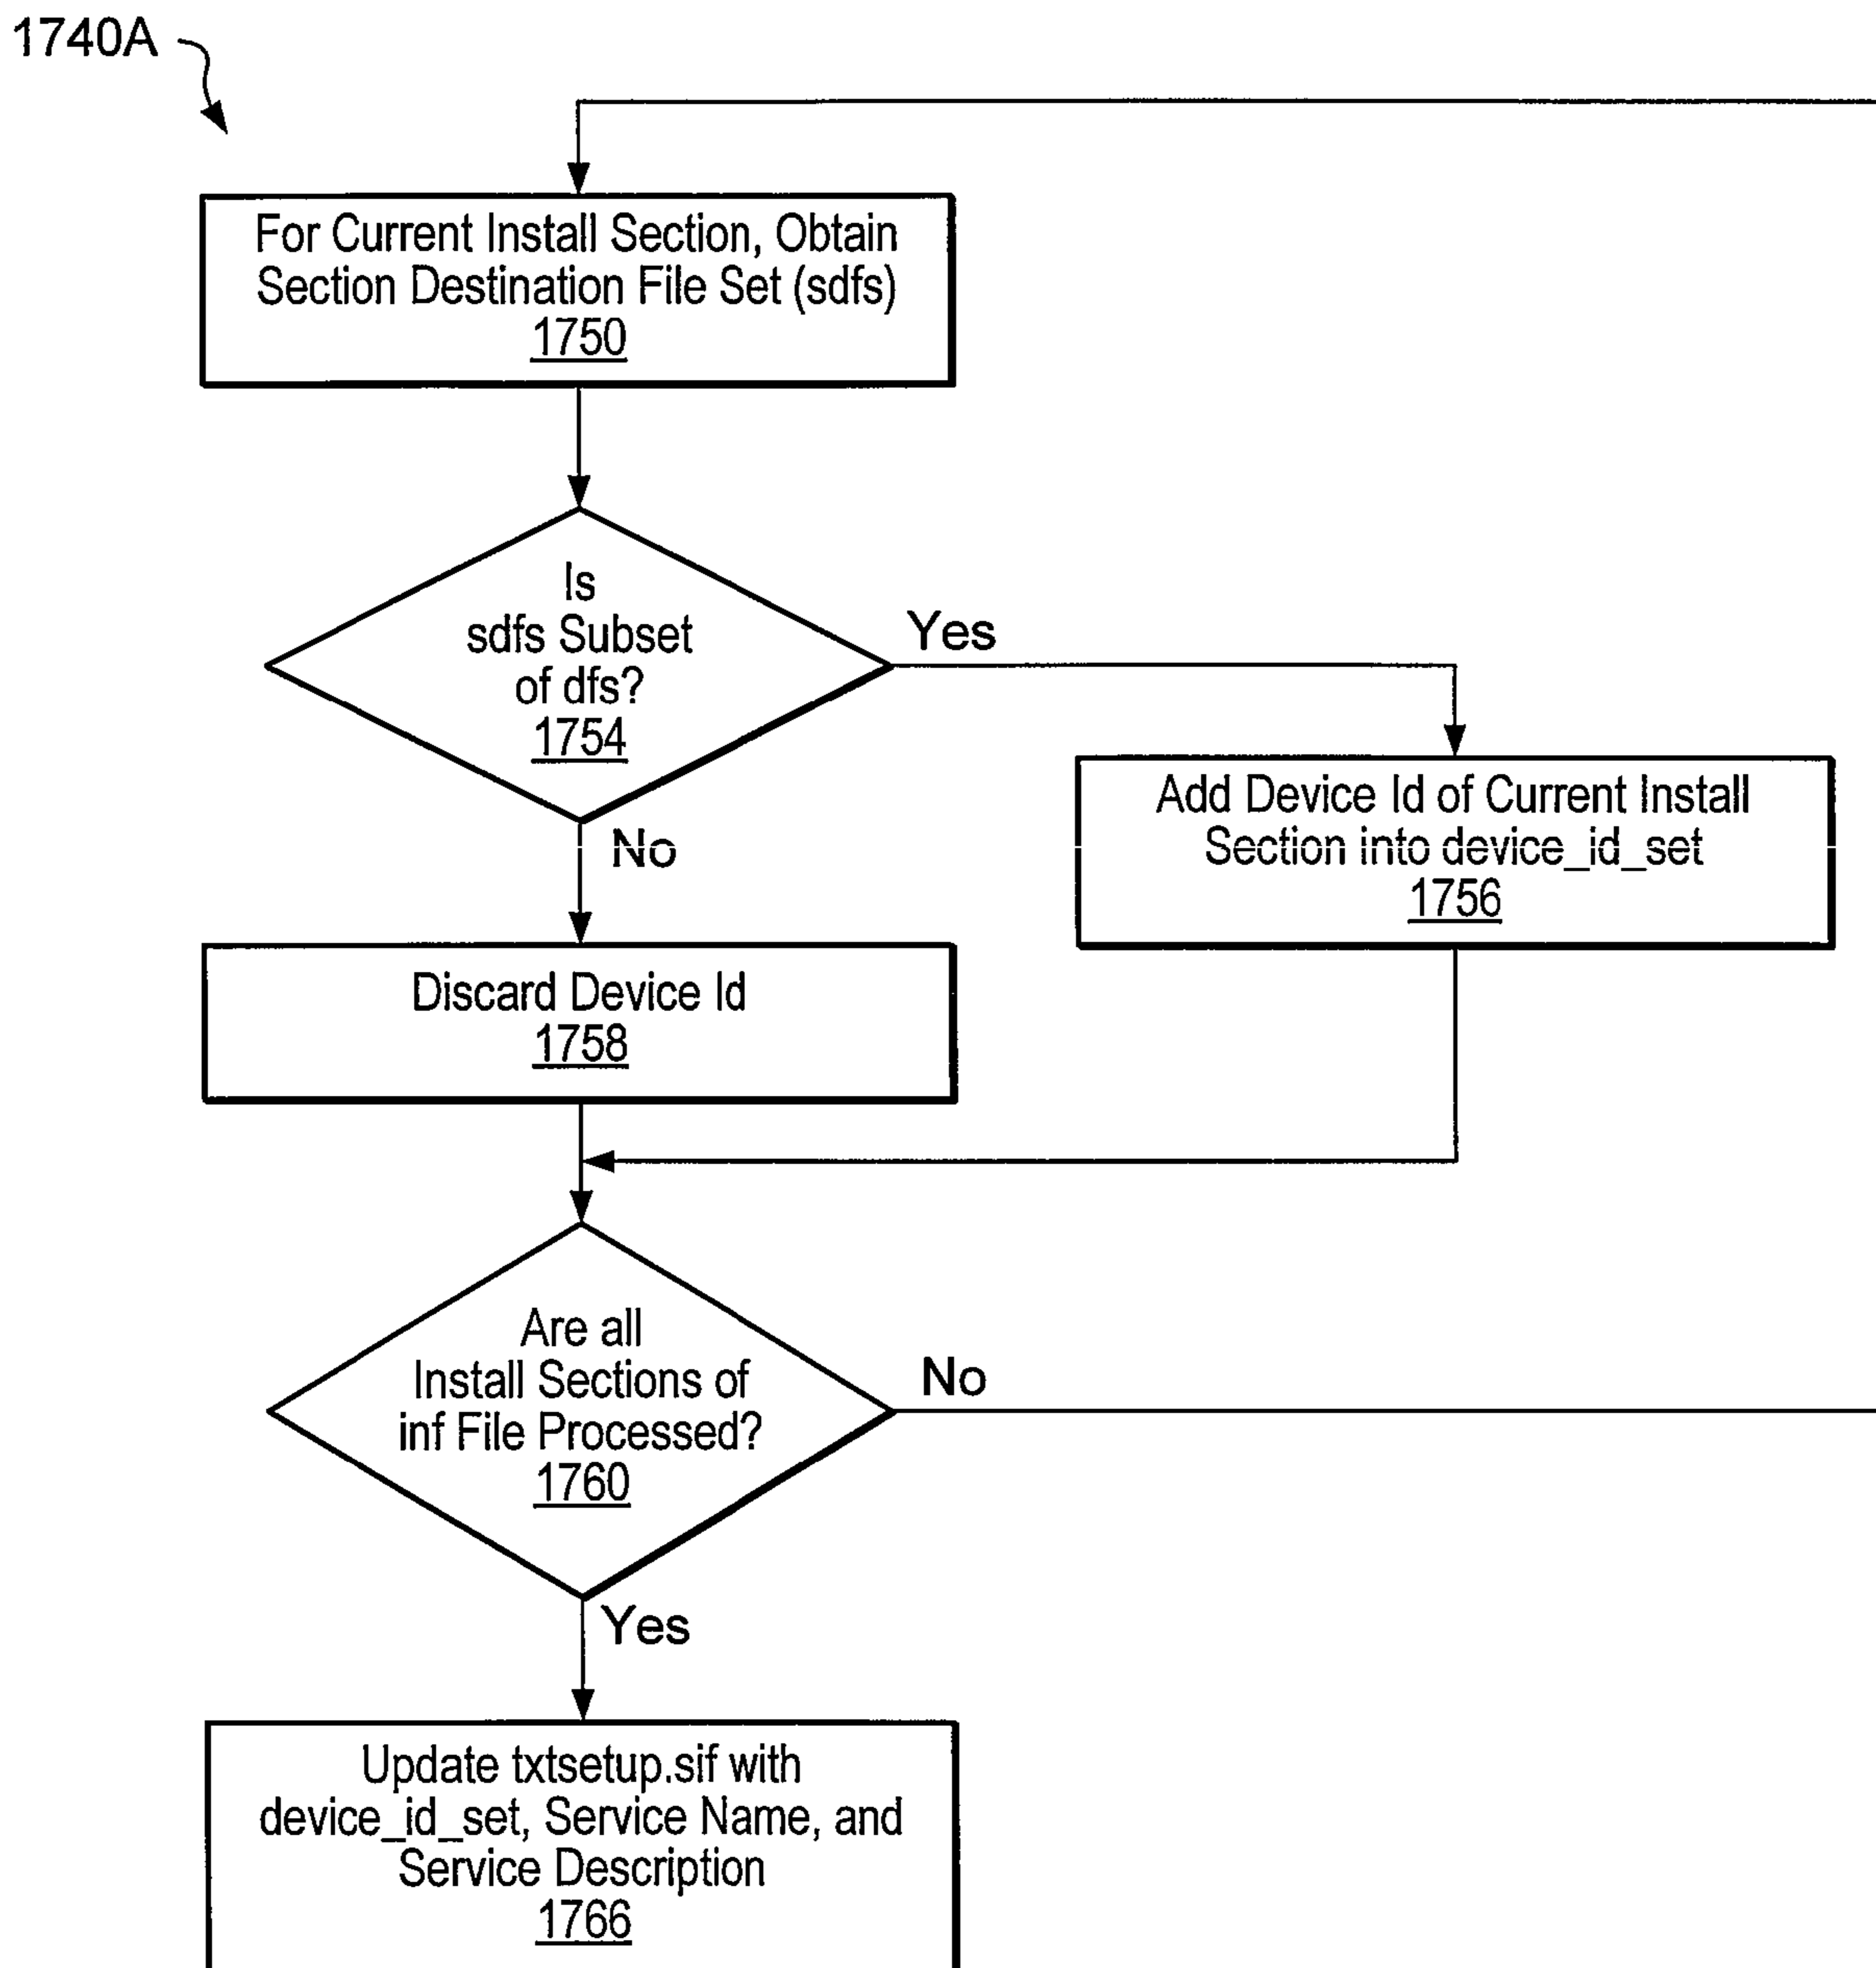 1740A
For Current Install Section, Obtain
Section Destination File Set (sdfs)
1750
Is
sdfs Subset
of dfs?
1754
Yes
No
Add Device Id of Current Install
Section into device_id_set
1756
Discard Device Id
1758
Are all
Install Sections of
inf File Processed?
1760
No
Yes
Update txtsetup.sif with
device_id_set, Service Name, and
Service Description
1766